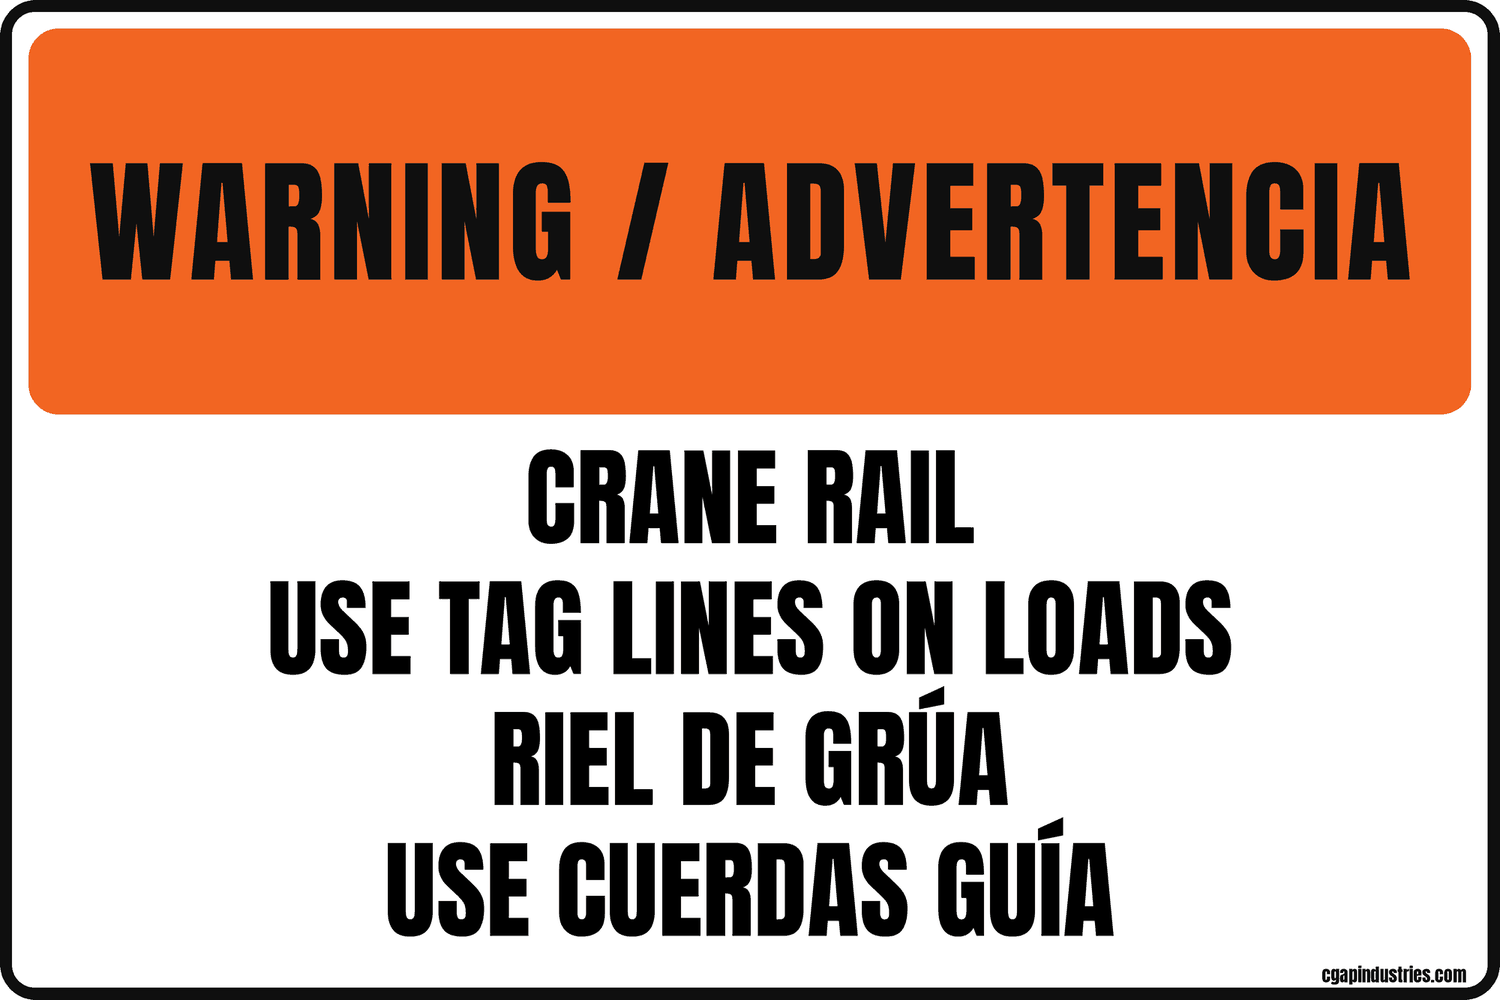 WARNING / ADVERTENCIA
CRANE RAIL
USE TAG LINES ON LOADS
RIEL DE GRÚA
USE CUERDAS GUÍA
cgapindustries.com